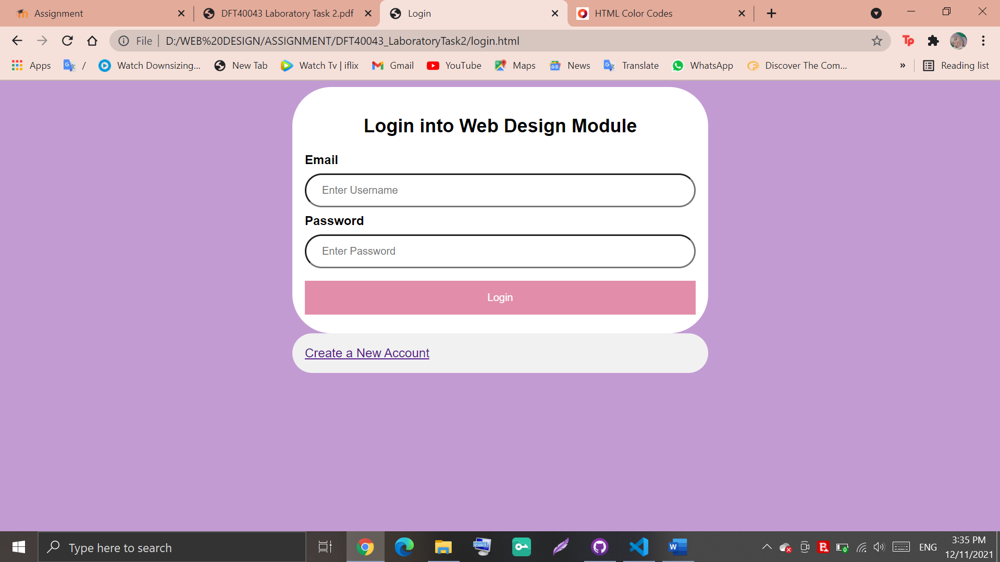 Assignment
DFT40043 Laboratory Task 2.pdf
Login
HTML Color Codes
File
D:/WEB%20DESIGN/ASSIGNMENT/DFT40043_LaboratoryTask2/login.html
Tp
Apps
/
Watch Downsizing...
New Tab
Watch Tv | iflix
Gmail
YouTube
Maps
News
Translate
WhatsApp
Discover The Com...
»
Reading list
Login into Web Design Module
Email
Enter Username
Password
Enter Password
Login
Create a New Account
Type here to search
ENG
3:35 PM
12/11/2021